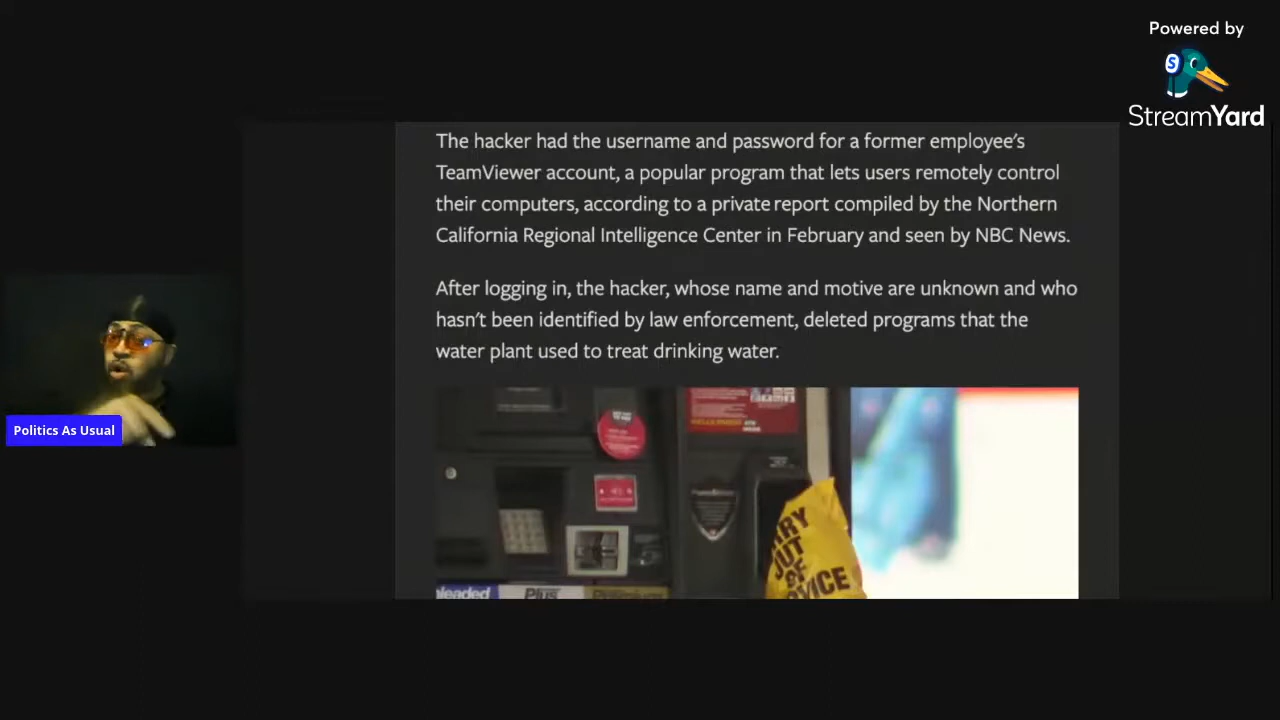 Powered by
S
StreamYard
The hacker had the username and password for a former employee's
TeamViewer account, a popular program that lets users remotely control
their computers, according to a private report compiled by the Northern
California Regional Intelligence Center in February and seen by NBC News.
After logging in, the hacker, whose name and motive are unknown and who
hasn't been identified by law enforcement, deleted programs that the
water plant used to treat drinking water.
Politics As Usual
OUT
OF
Plus